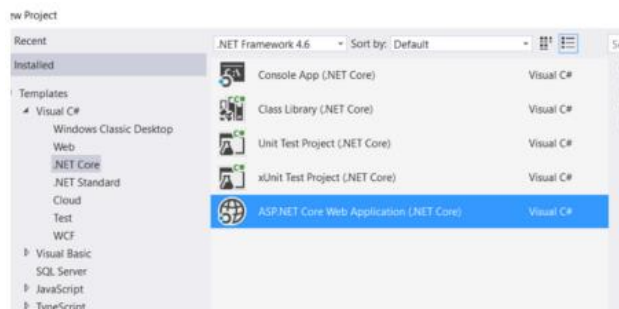 ew Project
Recent
Installed
Templates
Visual C#
Windows Classic Desktop
Web
.NET Core
.NET Standard
Cloud
Test
WCF
Visual Basic
SQL Server
JavaScript
TypeScript
.NET Framework 4.6 Sort by: Default
Console App (.NET Core) Visual C#
Class Library (.NET Core) Visual C#
Unit Test Project (.NET Core) Visual C#
xUnit Test Project (.NET Core) Visual C#
ASP.NET Core Web Application (.NET Core) Visual C#